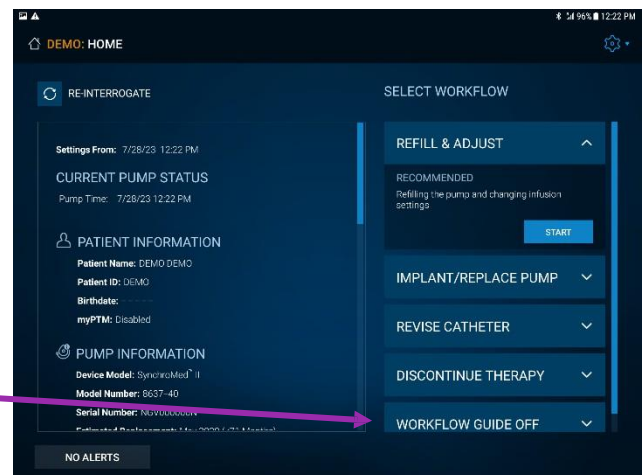 96% 12:22 PM
DEMO: HOME
RE-INTERROGATE
Settings From: 7/28/23 12:22 PM
CURRENT PUMP STATUS
Pump Time: 7/28/23 12:22 PM
PATIENT INFORMATION
Patient Name: DEMO DEMO
Patient ID: DEMO
Birthdate: -----
myPTM: Disabled
PUMP INFORMATION
Device Model: SynchroMed™ II
Model Number: 8637-40
Serial Number:
NO ALERTS
SELECT WORKFLOW
REFILL & ADJUST
RECOMMENDED
Refilling the pump and changing infusion
settings
START
IMPLANT/REPLACE PUMP
REVISE CATHETER
DISCONTINUE THERAPY
WORKFLOW GUIDE OFF